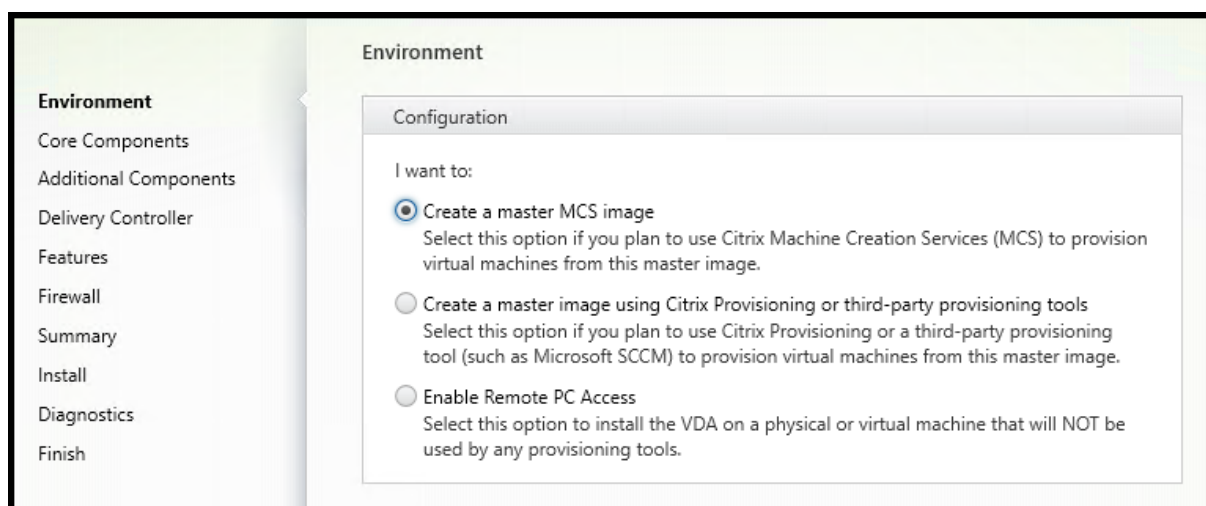 Environment
Core Components
Additional Components
Delivery Controller
Features
Firewall
Summary
Install
Diagnostics
Finish
Environment
Configuration
I want to:
Create a master MCS image
Select this option if you plan to use Citrix Machine Creation Services (MCS) to provision
virtual machines from this master image.
Create a master image using Citrix Provisioning or third-party provisioning tools
Select this option if you plan to use Citrix Provisioning or a third-party provisioning
tool (such as Microsoft SCCM) to provision virtual machines from this master image.
Enable Remote PC Access
Select this option to install the VDA on a physical or virtual machine that will NOT be
used by any provisioning tools.